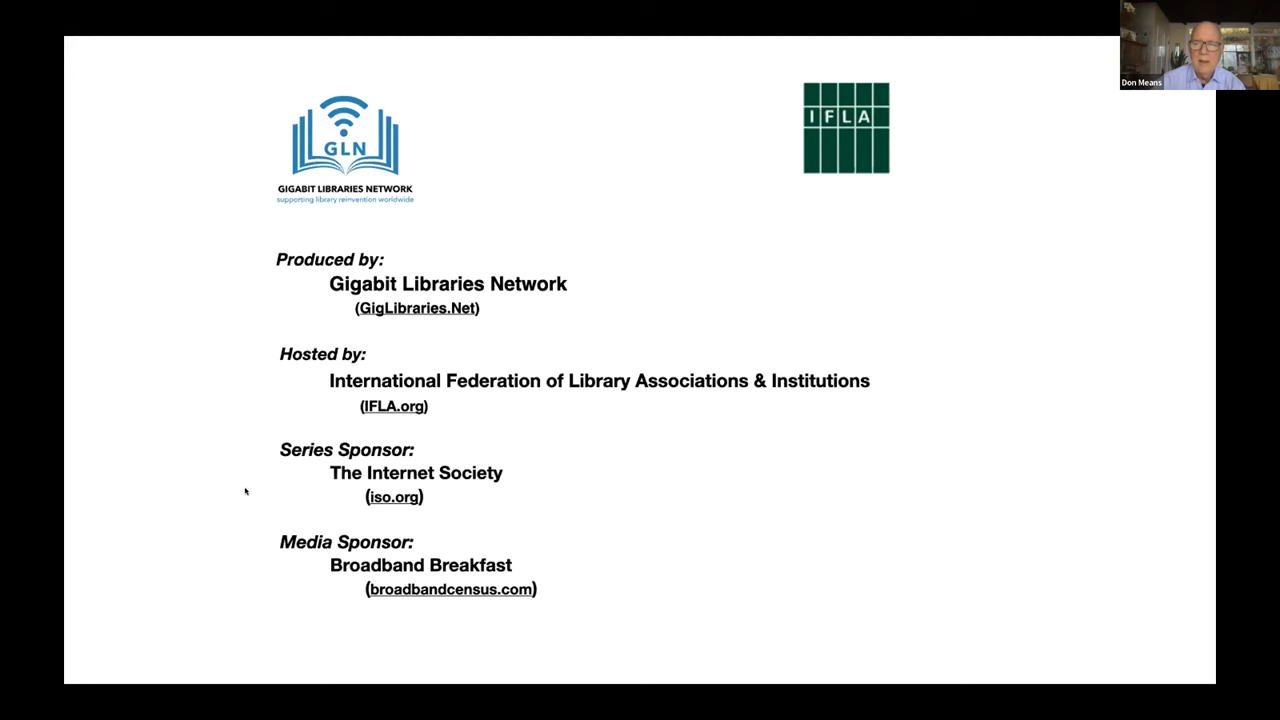 Don Means
GLN
GIGABIT LIBRARIES NETWORK
supporting library reinvention worldwide
IFLA
Produced by:
Gigabit Libraries Network
(GigLibraries.Net)
Hosted by:
International Federation of Library Associations & Institutions
(IFLA.org)
Series Sponsor:
The Internet Society
(iso.org)
Media Sponsor:
Broadband Breakfast
(broadbandcensus.com)